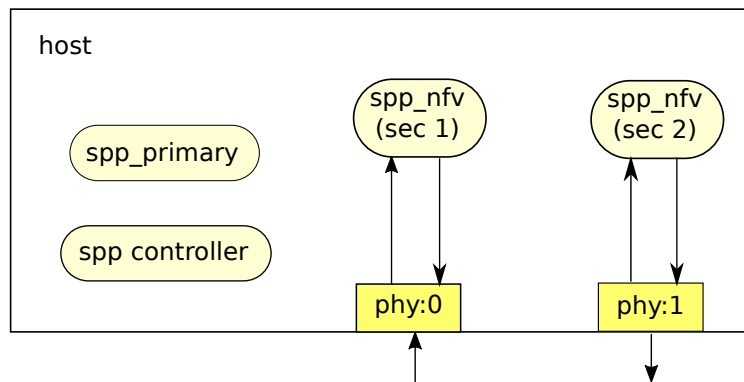 host
spp_nfv
(sec 1)
spp_nfv
(sec 2)
spp_primary
spp controller
phy:0
phy:1